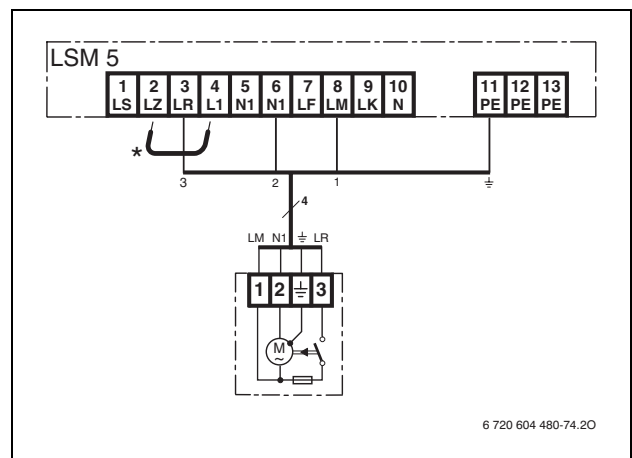 LSM 5
1 2 3 4 5 6 7 8 9 10 11 12 13
LS LZ LR L1 N1 N1 LF LM LK N PE PE PE
*
3 2 1 ⏚
4
LM N1 ⏚ LR
1 2 ⏚ 3
M
~
6 720 604 480-74.2O